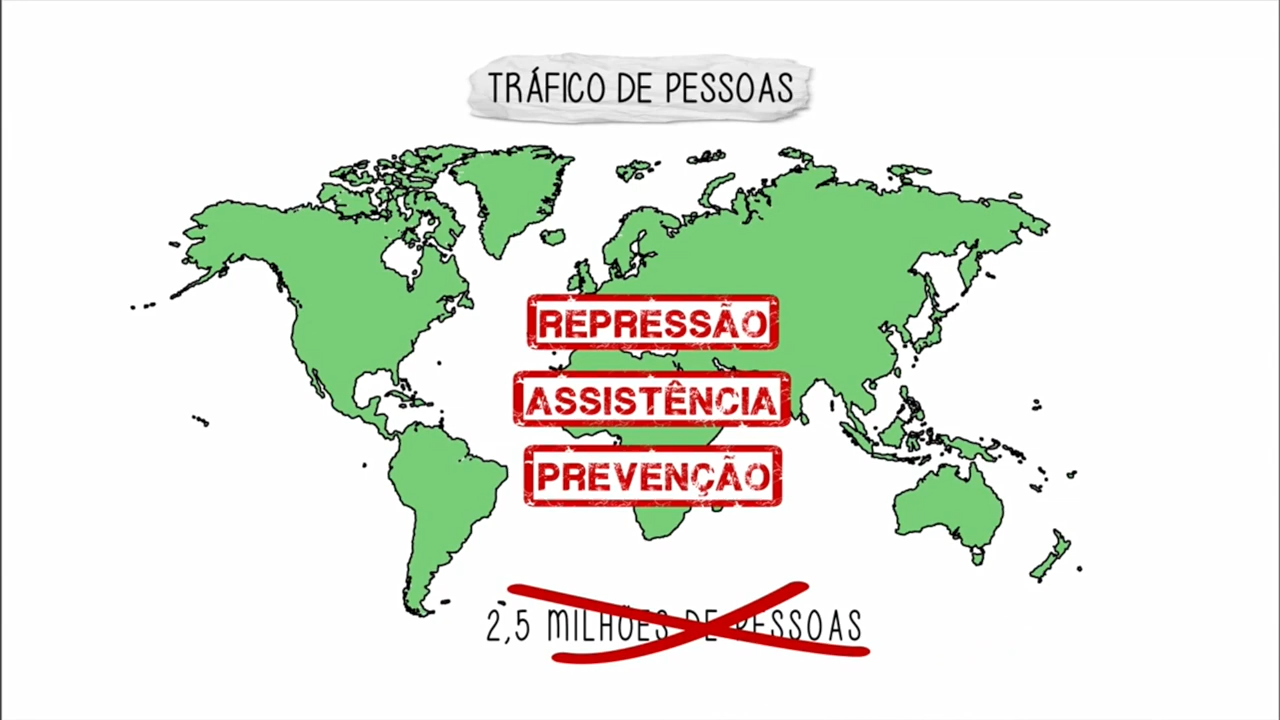 TRÁFICO DE PESSOAS
REPRESSÃO
ASSISTÊNCIA
PREVENÇÃO
2,5 MILHÕES DE PESSOAS